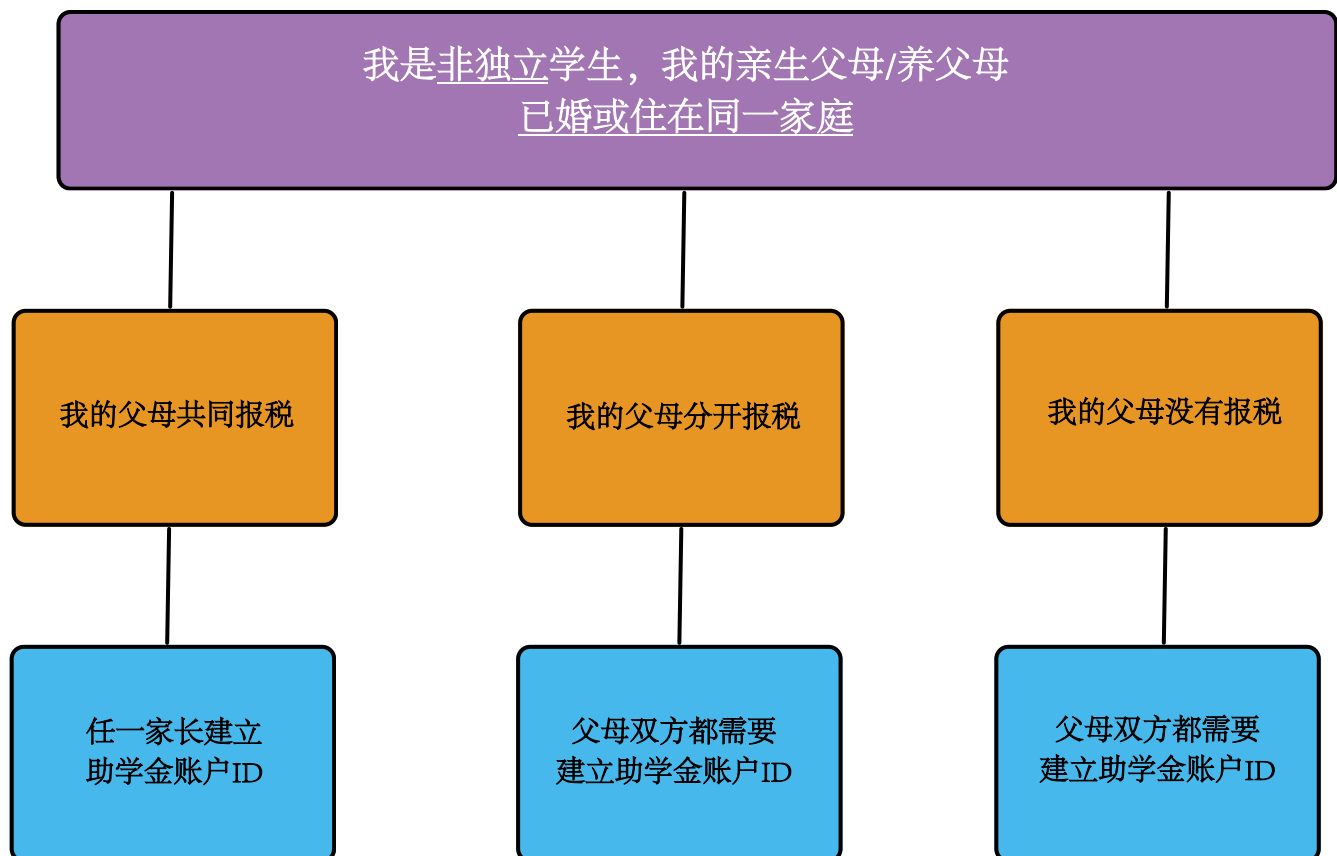 我是非独立学生，我的亲生父母/养父母
已婚或住在同一家庭
我的父母共同报税
我的父母分开报税
我的父母没有报税
任一家长建立
助学金账户ID
父母双方都需要
建立助学金账户ID
父母双方都需要
建立助学金账户ID